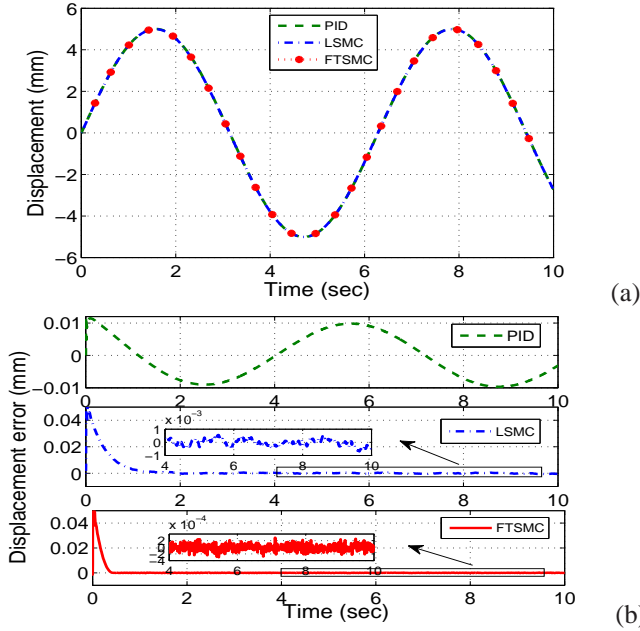 6
4
2
0
−2
−4
−6
Displacement (mm)
PID
LSMC
FTSMC
0 2 4 6 8 10
Time (sec)
(a)
Displacement error (mm)
0.01
0
−0.01
PID
0 2 4 6 8 10
0.04
0.02
0
x 10⁻³
1
0
−1
4 6 8 10
LSMC
0 2 4 6 8 10
0.04
0.02
0
x 10⁻⁴
2
0
−2
−4
4 6 8 10
FTSMC
0 2 4 6 8 10
Time (sec)
(b)